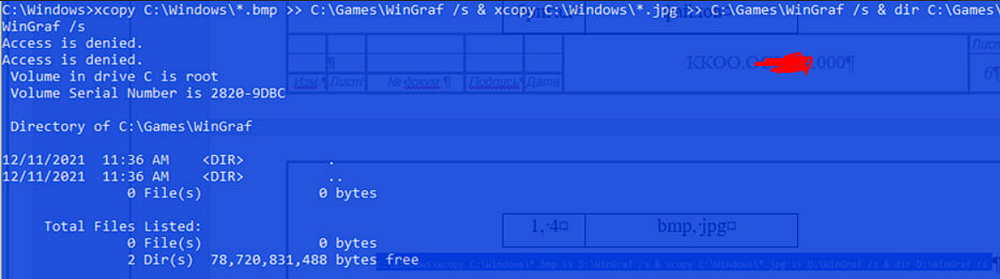 C:\Windows>xcopy C:\Windows\*.bmp >> C:\Games\WinGraf /s & xcopy C:\Windows\*.jpg >> C:\Games\WinGraf /s & dir C:\Games\
WinGraf /s
Access is denied.
Access is denied.
Volume in drive C is root
Volume Serial Number is 2820-9DBC
Directory of C:\Games\WinGraf
12/11/2021 11:36 AM <DIR> .
12/11/2021 11:36 AM <DIR> ..
0 File(s) 0 bytes
Total Files Listed:
0 File(s) 0 bytes
2 Dir(s) 78,720,831,488 bytes free
ККОО. 000¶
Лист
6¶
Изм.¶ Лист¶ № докум.¶ Подпись¶ Дата
1,·4¤ bmp,·jpg¤
xcopy C:\Windows\*.bmp >> D:\WinGraf /s & xcopy C:\Windows\*.jpg >> D:\WinGraf /s & dir D:\WinGraf /s